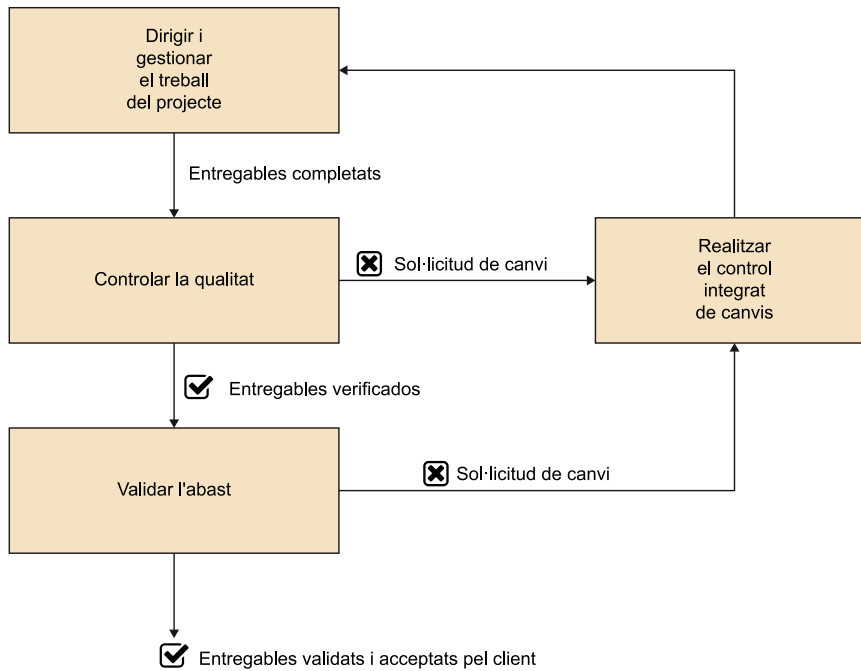 Dirigir i
gestionar
el treball
del projecte
Entregables completats
Controlar la qualitat
Sol·licitud de canvi
Realitzar
el control
integrat
de canvis
Entregables verificados
Validar l'abast
Sol·licitud de canvi
Entregables validats i acceptats pel client